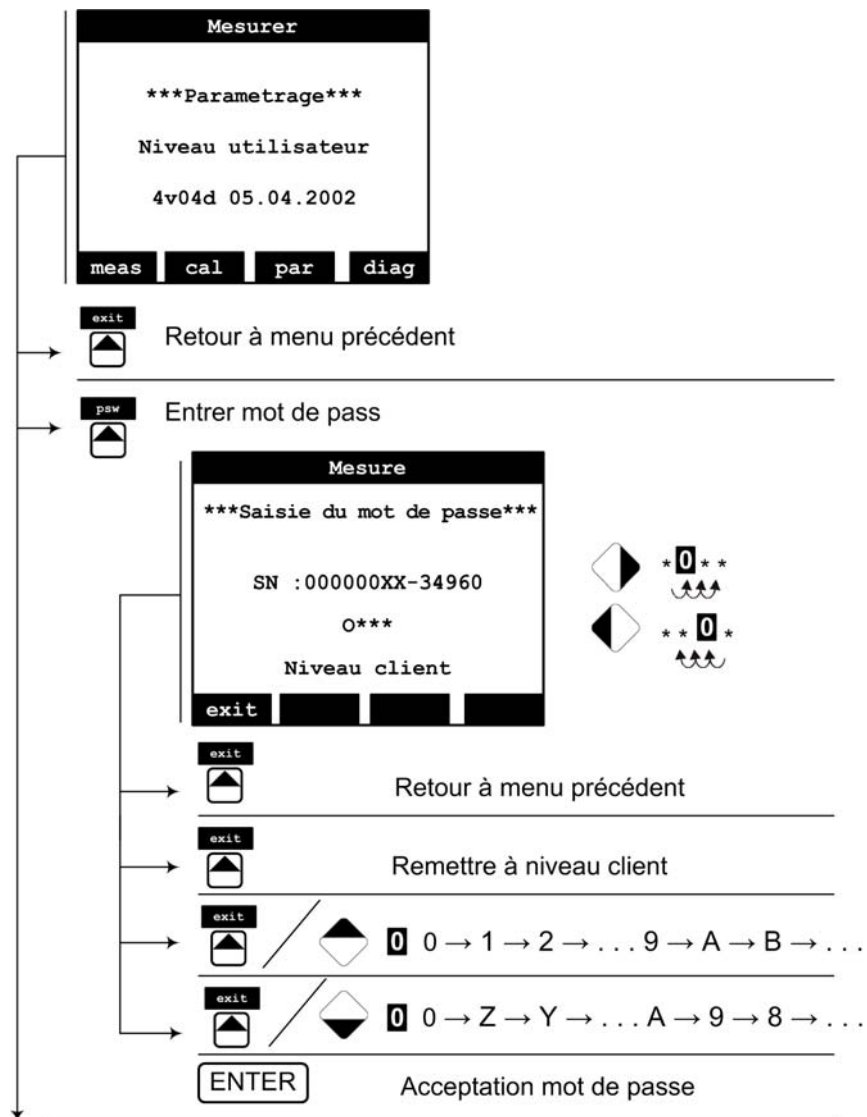 Mesurer
***Parametrage***
Niveau utilisateur
4v04d 05.04.2002
meas cal par diag
exit
Retour à menu précédent
psw
Entrer mot de pass
Mesure
***Saisie du mot de passe***
SN :000000XX-34960
O***
Niveau client
exit
*0**
**0*
exit
Retour à menu précédent
exit
Remettre à niveau client
exit
/ 0 0 → 1 → 2 → . . . 9 → A → B → . . .
exit
/ 0 0 → Z → Y → . . . A → 9 → 8 → . . .
ENTER Acceptation mot de passe